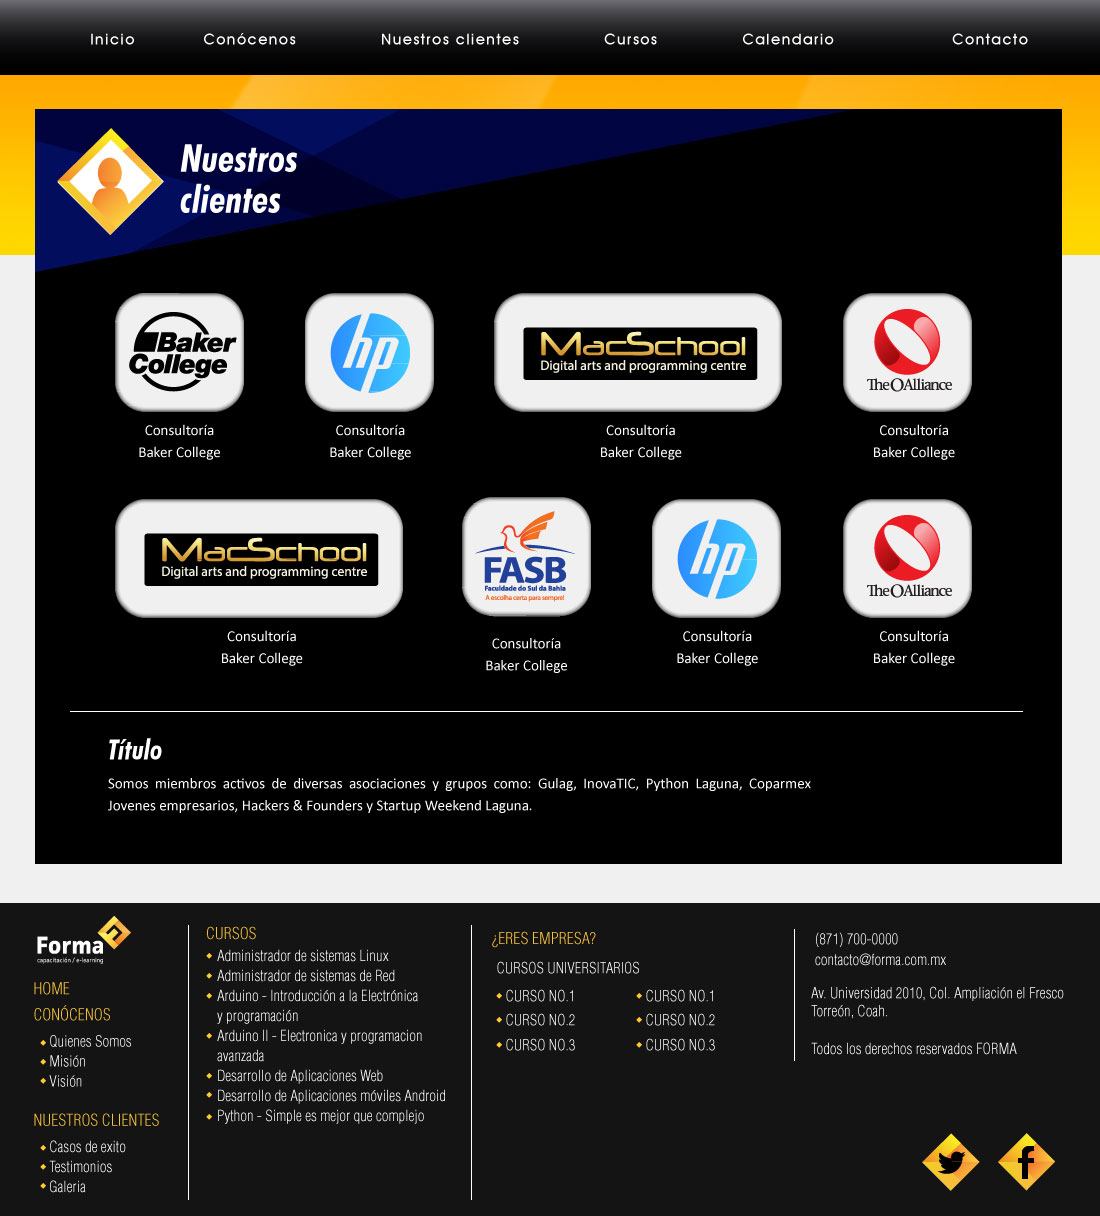 Inicio Conócenos Nuestros clientes Cursos Calendario Contacto
Nuestros
clientes
Baker
College
hp
MacSchool
Digital arts and programming centre
The Alliance
Consultoría
Baker College
Consultoría
Baker College
Consultoría
Baker College
Consultoría
Baker College
MacSchool
Digital arts and programming centre
FASB
Faculdade do Sul da Bahia
A escolha certa para sempre!
hp
The Alliance
Consultoría
Baker College
Consultoría
Baker College
Consultoría
Baker College
Consultoría
Baker College
Título
Somos miembros activos de diversas asociaciones y grupos como: Gulag, InovaTIC, Python Laguna, Coparmex
Jovenes empresarios, Hackers & Founders y Startup Weekend Laguna.
Forma
capacitación / e-learning
HOME
CONÓCENOS
Quienes Somos
Misión
Visión
NUESTROS CLIENTES
Casos de exito
Testimonios
Galeria
CURSOS
Administrador de sistemas Linux
Administrador de sistemas de Red
Arduino - Introducción a la Electrónica
y programación
Arduino II - Electronica y programacion
avanzada
Desarrollo de Aplicaciones Web
Desarrollo de Aplicaciones móviles Android
Python - Simple es mejor que complejo
¿ERES EMPRESA?
CURSOS UNIVERSITARIOS
CURSO NO.1 CURSO NO.1
CURSO NO.2 CURSO NO.2
CURSO NO.3 CURSO NO.3
(871) 700-0000
contacto@forma.com.mx
Av. Universidad 2010, Col. Ampliación el Fresco
Torreón, Coah.
Todos los derechos reservados FORMA